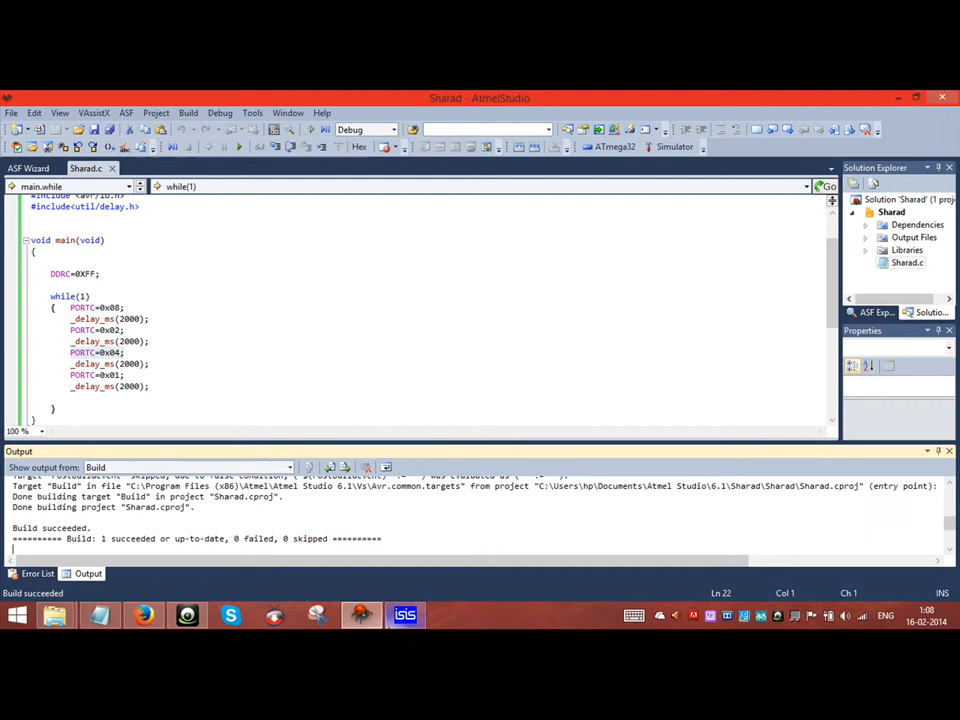 Sharad - AtmelStudio
File Edit View VAssistX ASF Project Build Debug Tools Window Help
Debug
Hex ATmega32 Simulator
ASF Wizard Sharad.c
main.while while(1) Go
#include <avr/io.h>
#include<util/delay.h>
void main(void)
{
DDRC=0XFF;
while(1)
{ PORTC=0x08;
_delay_ms(2000);
PORTC=0x02;
_delay_ms(2000);
PORTC=0x04;
_delay_ms(2000);
PORTC=0x01;
_delay_ms(2000);
}
}
100 %
Solution Explorer
Solution 'Sharad' (1 proj
Sharad
Dependencies
Output Files
Libraries
Sharad.c
ASF Exp... Solutio...
Properties
Output
Show output from: Build
Target "Build" in file "C:\Program Files (x86)\Atmel\Atmel Studio 6.1\Vs\Avr.common.targets" from project "C:\Users\hp\Documents\Atmel Studio\6.1\Sharad\Sharad\Sharad.cproj" (entry point):
Done building target "Build" in project "Sharad.cproj".
Done building project "Sharad.cproj".
Build succeeded.
========== Build: 1 succeeded or up-to-date, 0 failed, 0 skipped ==========
Error List Output
Build succeeded Ln 22 Col 1 Ch 1 INS
isis ENG 1:08
16-02-2014